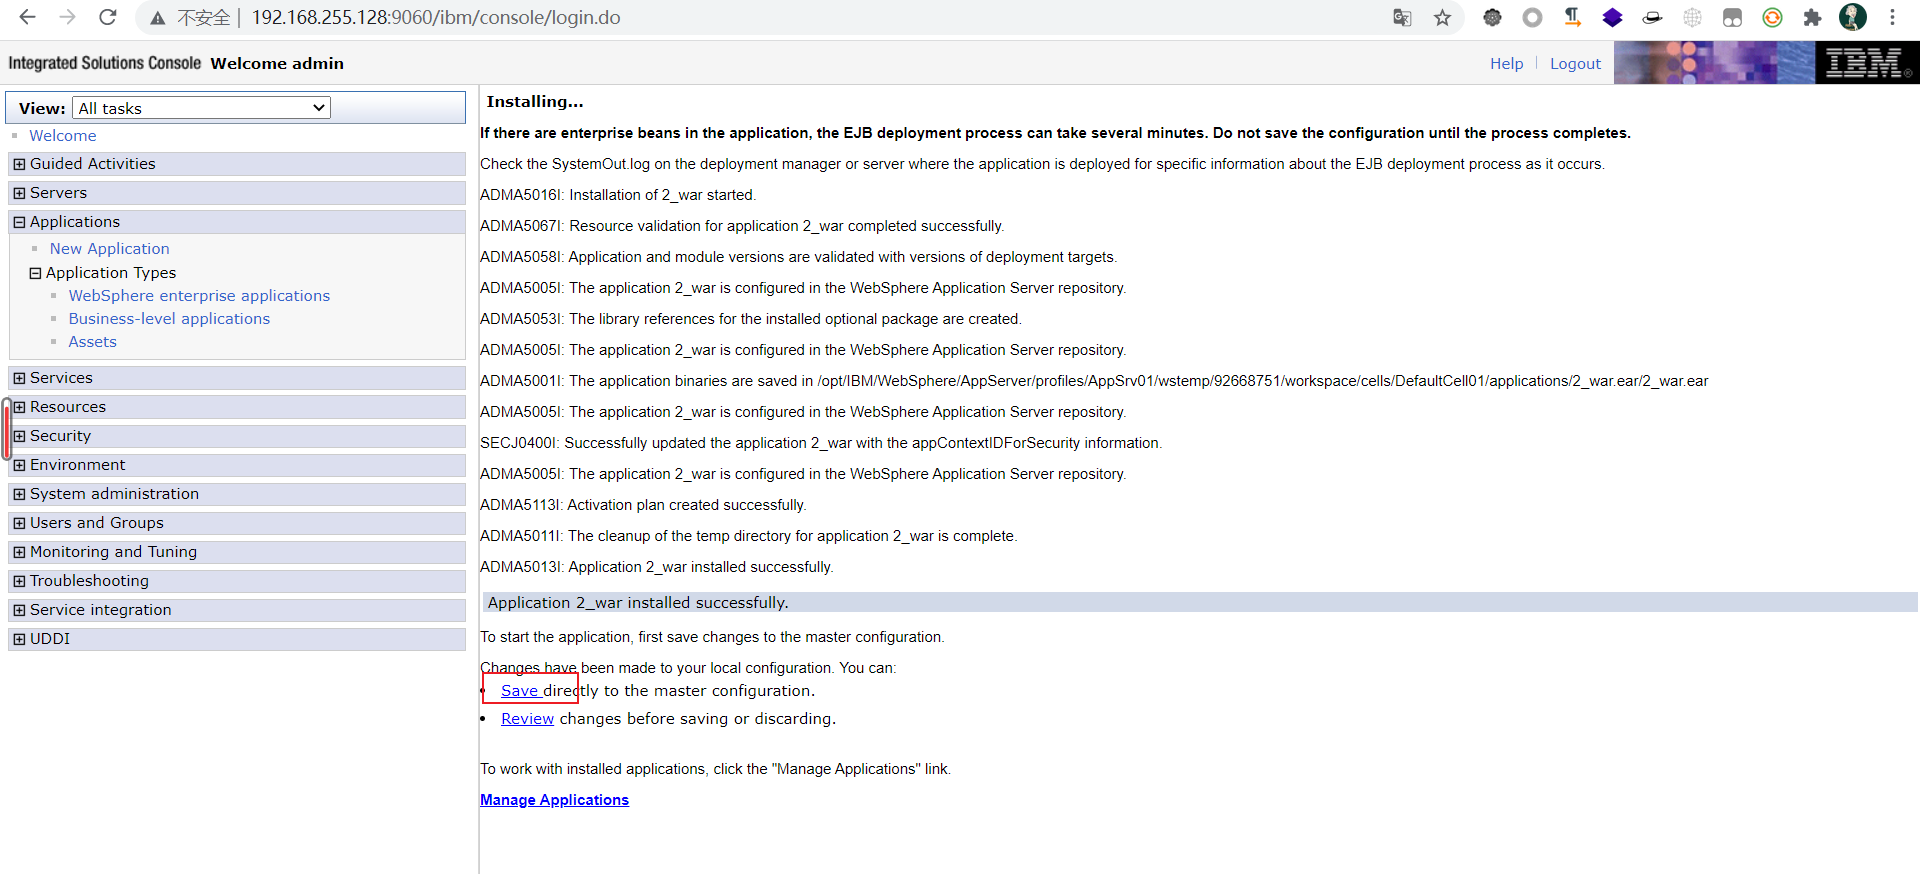 不安全 | 192.168.255.128:9060/ibm/console/login.do
Integrated Solutions Console Welcome admin
Help Logout
IBM®
View: All tasks
Welcome
Guided Activities
Servers
Applications
New Application
Application Types
WebSphere enterprise applications
Business-level applications
Assets
Services
Resources
Security
Environment
System administration
Users and Groups
Monitoring and Tuning
Troubleshooting
Service integration
UDDI
Installing...
If there are enterprise beans in the application, the EJB deployment process can take several minutes. Do not save the configuration until the process completes.
Check the SystemOut.log on the deployment manager or server where the application is deployed for specific information about the EJB deployment process as it occurs.
ADMA5016I: Installation of 2_war started.
ADMA5067I: Resource validation for application 2_war completed successfully.
ADMA5058I: Application and module versions are validated with versions of deployment targets.
ADMA5005I: The application 2_war is configured in the WebSphere Application Server repository.
ADMA5053I: The library references for the installed optional package are created.
ADMA5005I: The application 2_war is configured in the WebSphere Application Server repository.
ADMA5001I: The application binaries are saved in /opt/IBM/WebSphere/AppServer/profiles/AppSrv01/wstemp/92668751/workspace/cells/DefaultCell01/applications/2_war.ear/2_war.ear
ADMA5005I: The application 2_war is configured in the WebSphere Application Server repository.
SECJ0400I: Successfully updated the application 2_war with the appContextIDForSecurity information.
ADMA5005I: The application 2_war is configured in the WebSphere Application Server repository.
ADMA5113I: Activation plan created successfully.
ADMA5011I: The cleanup of the temp directory for application 2_war is complete.
ADMA5013I: Application 2_war installed successfully.
Application 2_war installed successfully.
To start the application, first save changes to the master configuration.
Changes have been made to your local configuration. You can:
• Save directly to the master configuration.
• Review changes before saving or discarding.
To work with installed applications, click the "Manage Applications" link.
Manage Applications